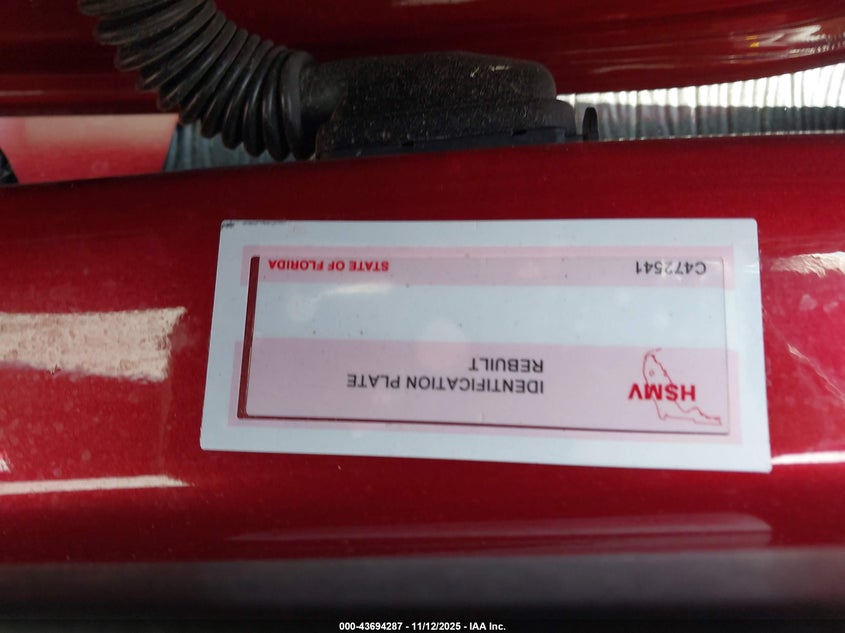 HSMV
IDENTIFICATION PLATE
REBUILT
C472541
STATE OF FLORIDA
000-43694287 - 11/12/2025 - IAA Inc.